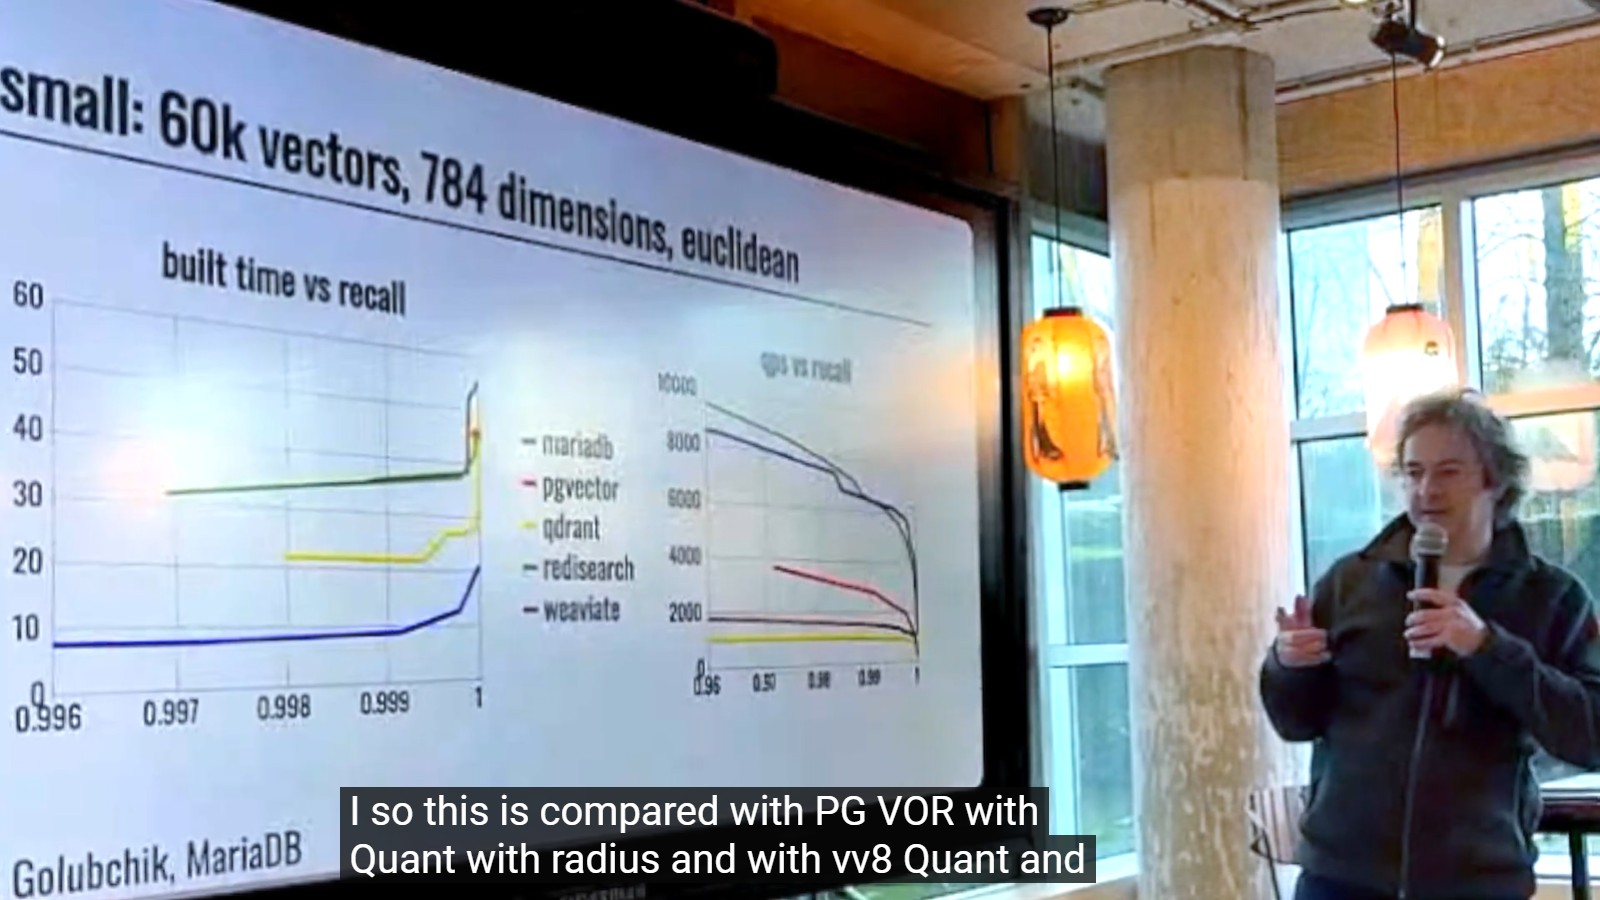 small: 60k vectors, 784 dimensions, euclidean
built time vs recall
60
50
40
30
20
10
0
0.996
0.997
0.998
0.999
1
mariadb
pgvector
qdrant
redisearch
weaviate
qps vs recall
10000
8000
6000
4000
2000
0
0.96
0.97
0.98
0.99
1
Golubchik, MariaDB
I so this is compared with PG VOR with
Quant with radius and with vv8 Quant and